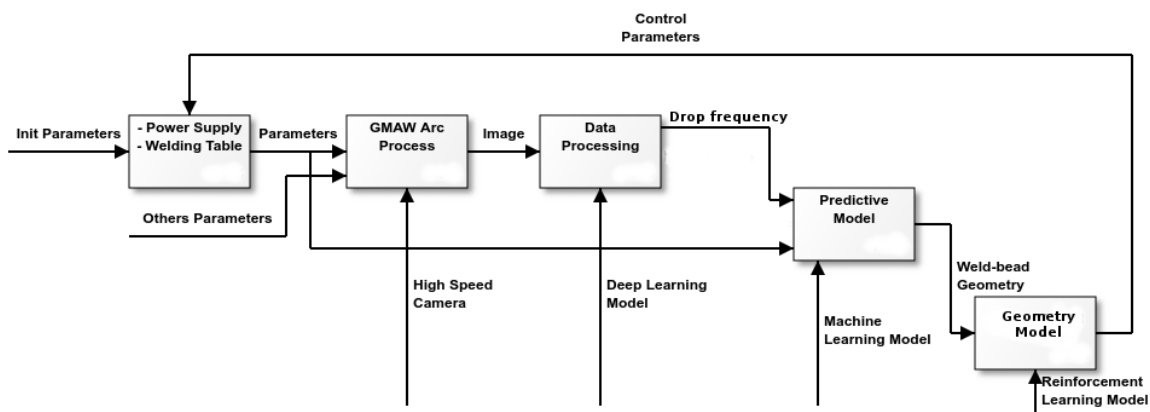 Control
Parameters
Init Parameters
- Power Supply
- Welding Table
Parameters
GMAW Arc
Process
Image
Data
Processing
Drop frequency
Others Parameters
Predictive
Model
High Speed
Camera
Deep Learning
Model
Weld-bead
Geometry
Machine
Learning Model
Geometry
Model
Reinforcement
Learning Model